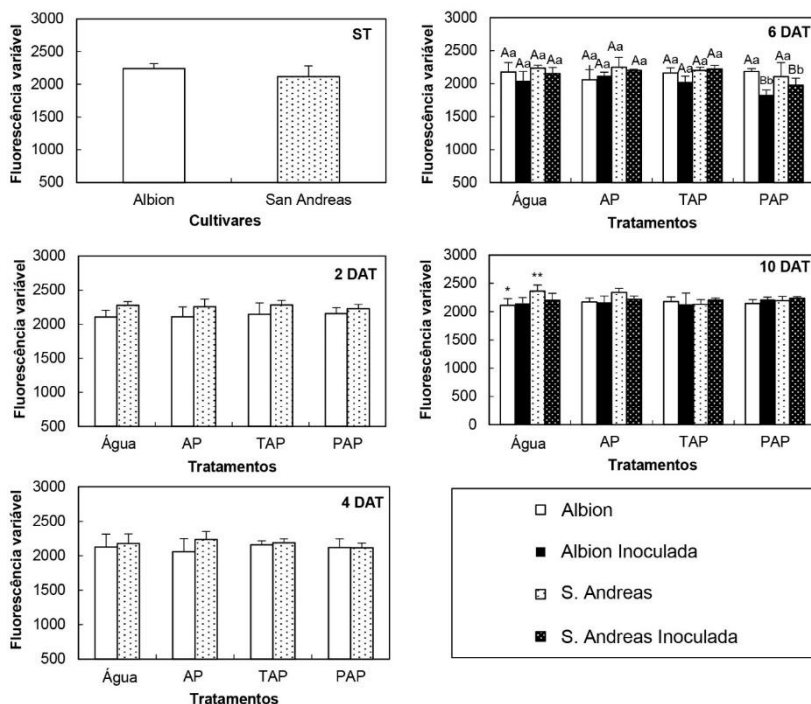 ST
Fluorescência variável
3000
2500
2000
1500
1000
500
Albion San Andreas
Cultivares
6 DAT
Fluorescência variável
3000
2500
2000
1500
1000
500
Aa Aa Aa Aa Aa Aa Aa Aa Aa Aa Aa Aa Aa Bb Aa Bb
Água AP TAP PAP
Tratamentos
2 DAT
Fluorescência variável
3000
2500
2000
1500
1000
500
Água AP TAP PAP
Tratamentos
10 DAT
Fluorescência variável
3000
2500
2000
1500
1000
500
0
* **
Água AP TAP PAP
Tratamentos
4 DAT
Fluorescência variável
3000
2500
2000
1500
1000
500
Água AP TAP PAP
Tratamentos
Albion
Albion Inoculada
S. Andreas
S. Andreas Inoculada